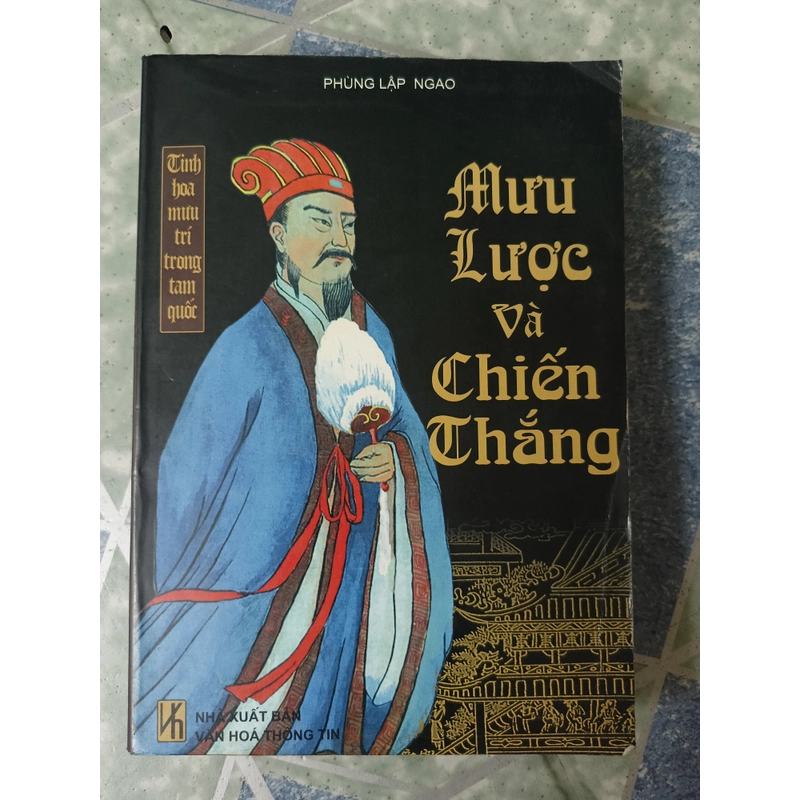 PHÙNG LẬP NGAO
Tinh
hoa
mưu
trí
trong
tam
quốc
Mưu
Lược
Và
Chiến
Thắng
NHÀ XUẤT BẢN
VĂN HOÁ THÔNG TIN